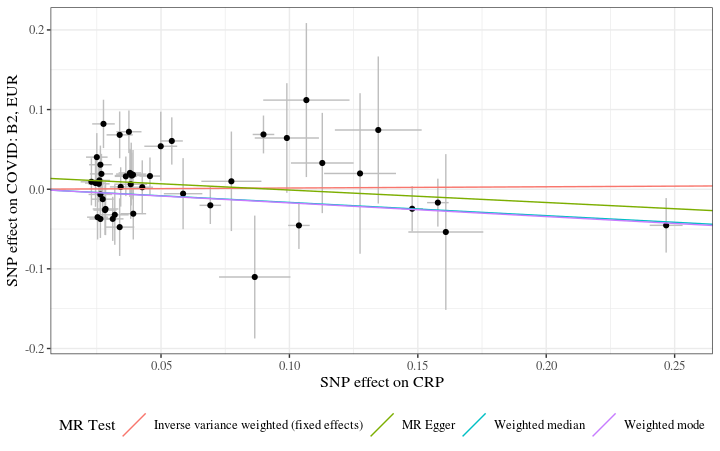 0.2
0.1
0.0
-0.1
-0.2
SNP effect on COVID: B2, EUR
0.05
0.10
0.15
0.20
0.25
SNP effect on CRP
MR Test
Inverse variance weighted (fixed effects)
MR Egger
Weighted median
Weighted mode